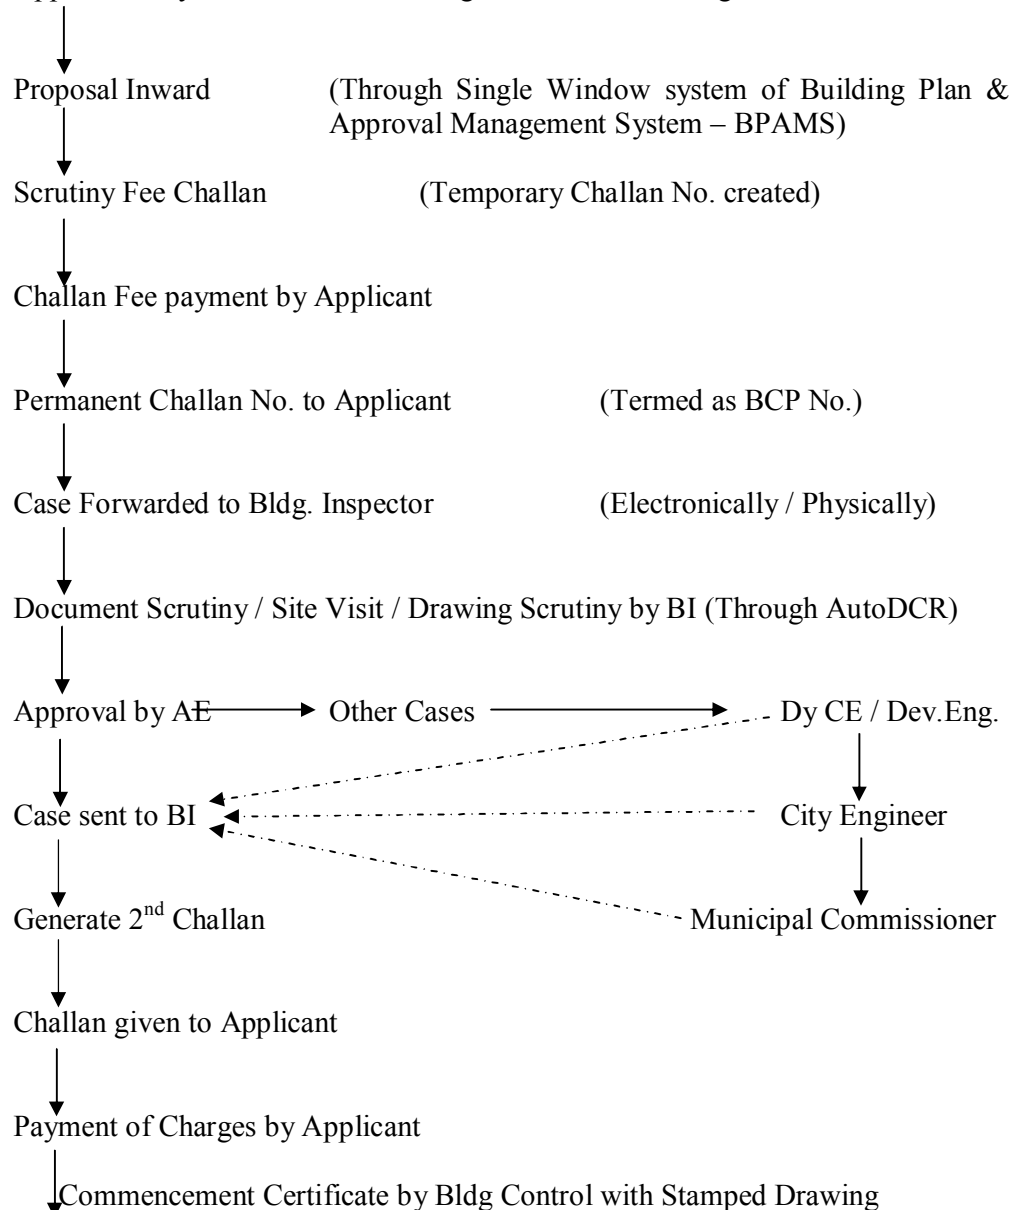 Proposal Inward (Through Single Window system of Building Plan &
Approval Management System – BPAMS)
Scrutiny Fee Challan (Temporary Challan No. created)
Challan Fee payment by Applicant
Permanent Challan No. to Applicant (Termed as BCP No.)
Case Forwarded to Bldg. Inspector (Electronically / Physically)
Document Scrutiny / Site Visit / Drawing Scrutiny by BI (Through AutoDCR)
Approval by AE Other Cases Dy CE / Dev.Eng.
Case sent to BI City Engineer
Generate 2nd Challan Municipal Commissioner
Challan given to Applicant
Payment of Charges by Applicant
Commencement Certificate by Bldg Control with Stamped Drawing